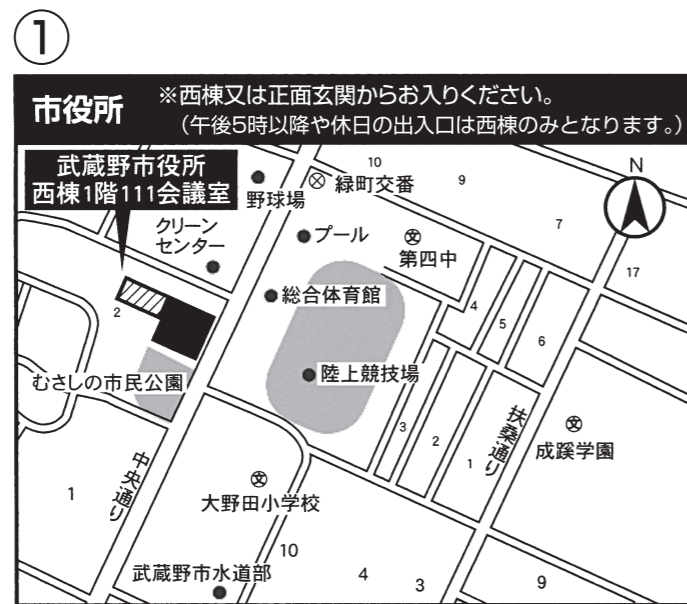 ①
市役所
※西棟又は正面玄関からお入りください。
（午後5時以降や休日の出入口は西棟のみとなります。）
武蔵野市役所
西棟1階111会議室
野球場
緑町交番
10
9
N
クリーン
センター
プール
第四中
7
17
総合体育館
2
4
5
6
むさしの市民公園
陸上競技場
3
2
1
扶桑通り
成蹊学園
中央通り
1
大野田小学校
10
武蔵野市水道部
4
3
9
文
文
文